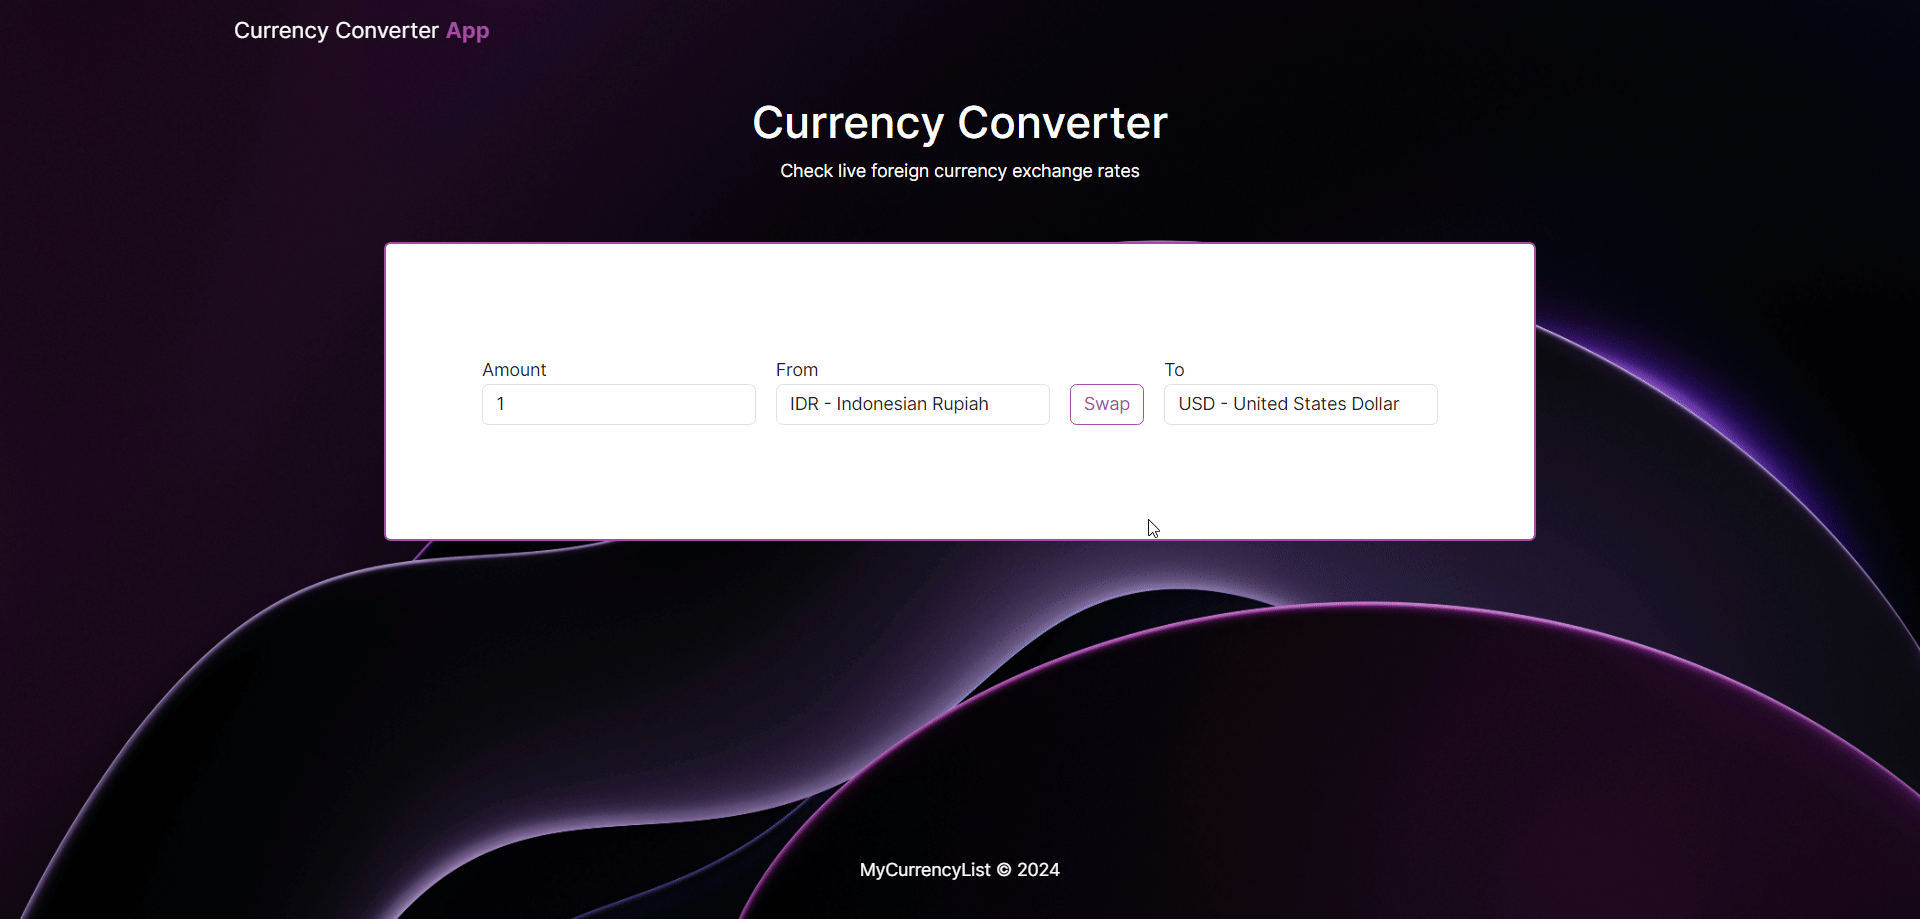 Currency Converter App
Currency Converter
Check live foreign currency exchange rates
Amount
1
From
IDR - Indonesian Rupiah
Swap
To
USD - United States Dollar
MyCurrencyList © 2024